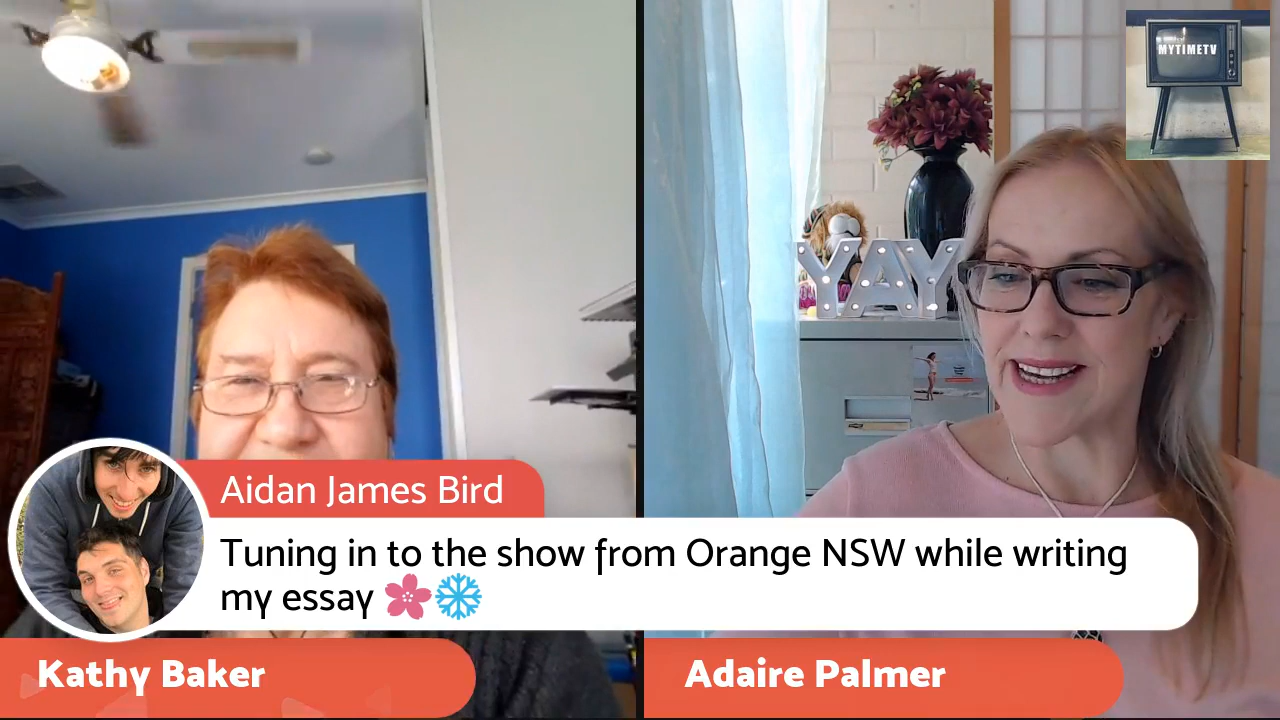 MYTIMETV
YAY
Aidan James Bird
Tuning in to the show from Orange NSW while writing
my essay 🌸❄️
Kathy Baker
Adaire Palmer